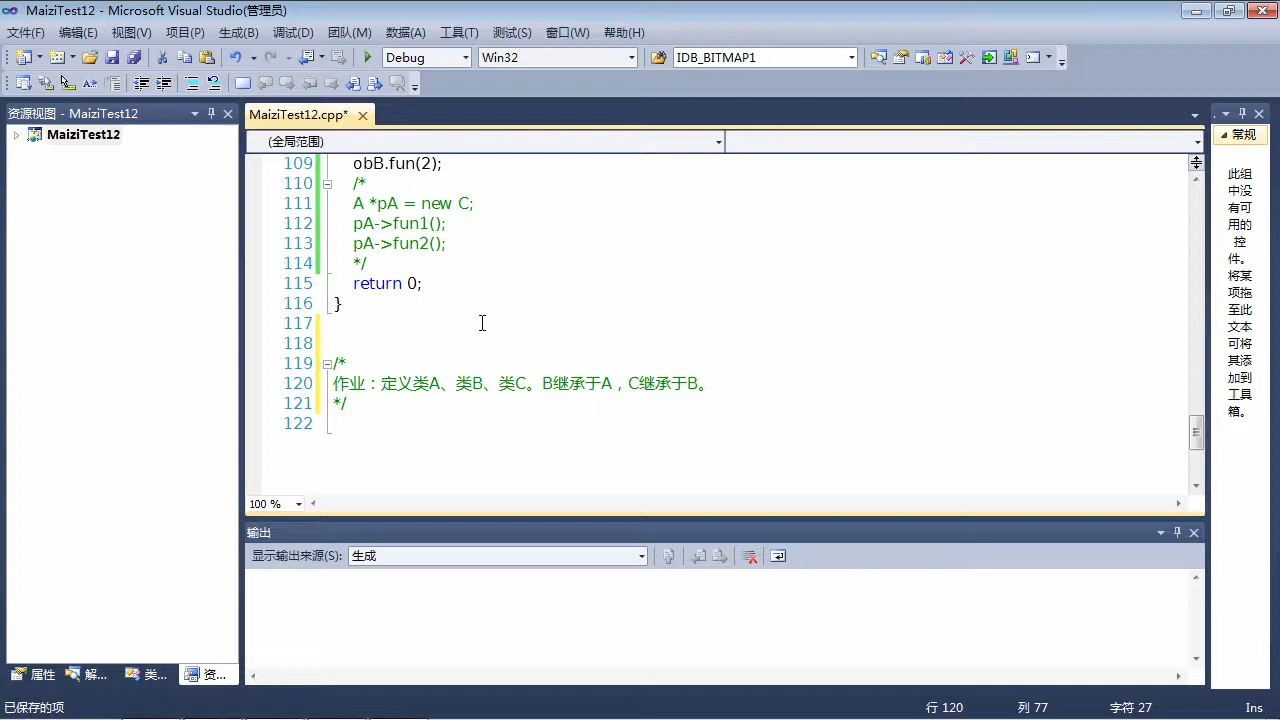 MaiziTest12 - Microsoft Visual Studio(管理员)
文件(F) 编辑(E) 视图(V) 项目(P) 生成(B) 调试(D) 团队(M) 数据(A) 工具(T) 测试(S) 窗口(W) 帮助(H)
Debug Win32 IDB_BITMAP1
资源视图 - MaiziTest12
MaiziTest12
MaiziTest12.cpp*
(全局范围)
109 obB.fun(2);
110 /*
111 A *pA = new C;
112 pA->fun1();
113 pA->fun2();
114 */
115 return 0;
116 }
117
118
119 /*
120 作业：定义类A、类B、类C。B继承于A，C继承于B。
121 */
122
100 %
输出
显示输出来源(S): 生成
常规
此组
中没
有可
用的
控
件。
将某
项拖
至此
文本
可将
其添
加到
工具
箱。
属性 解... 类... 资...
已保存的项 行 120 列 77 字符 27 Ins